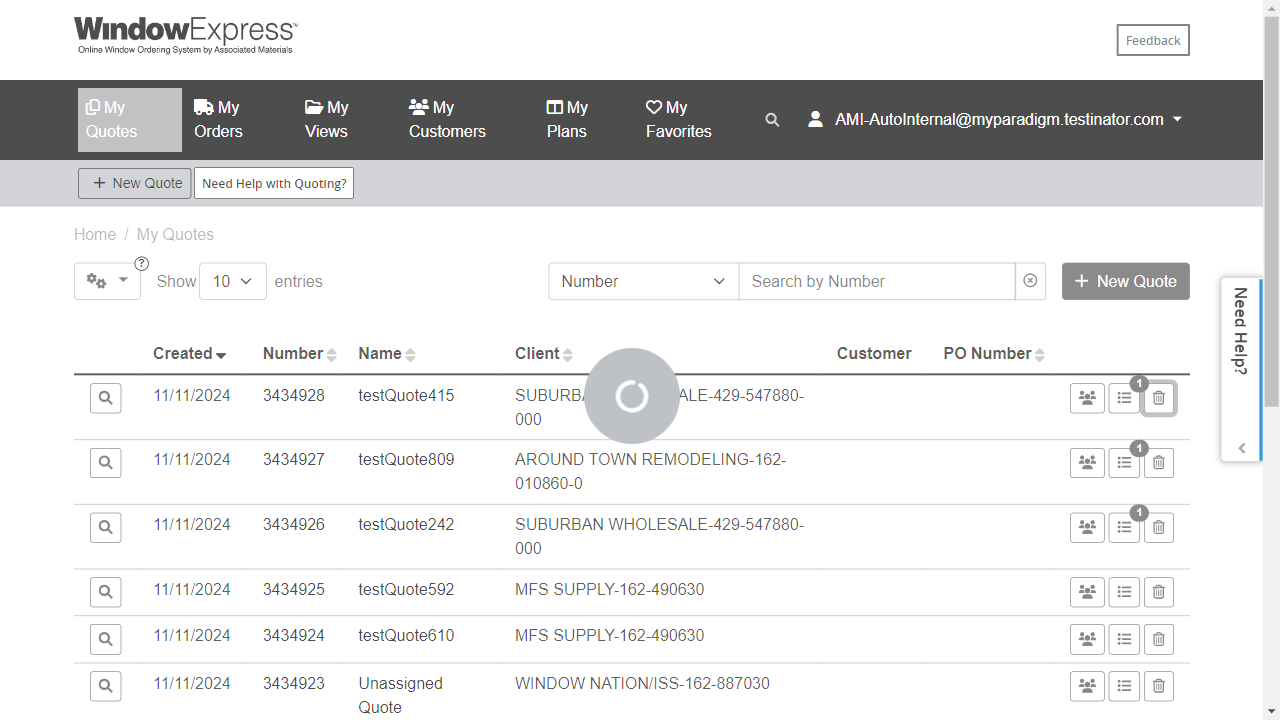 WindowExpress™
Online Window Ordering System by Associated Materials
Feedback
My Quotes
My Orders
My Views
My Customers
My Plans
My Favorites
AMI-AutoInternal@myparadigm.testinator.com
+ New Quote
Need Help with Quoting?
Home / My Quotes
Show 10 entries
?
Number
Search by Number
+ New Quote
Need Help?
Created Number Name Client Customer PO Number
11/11/2024 3434928 testQuote415 SUBURBAN WHOLESALE-429-547880-
000
1
11/11/2024 3434927 testQuote809 AROUND TOWN REMODELING-162-
010860-0
1
11/11/2024 3434926 testQuote242 SUBURBAN WHOLESALE-429-547880-
000
1
11/11/2024 3434925 testQuote592 MFS SUPPLY-162-490630
11/11/2024 3434924 testQuote610 MFS SUPPLY-162-490630
11/11/2024 3434923 Unassigned WINDOW NATION/ISS-162-887030
Quote